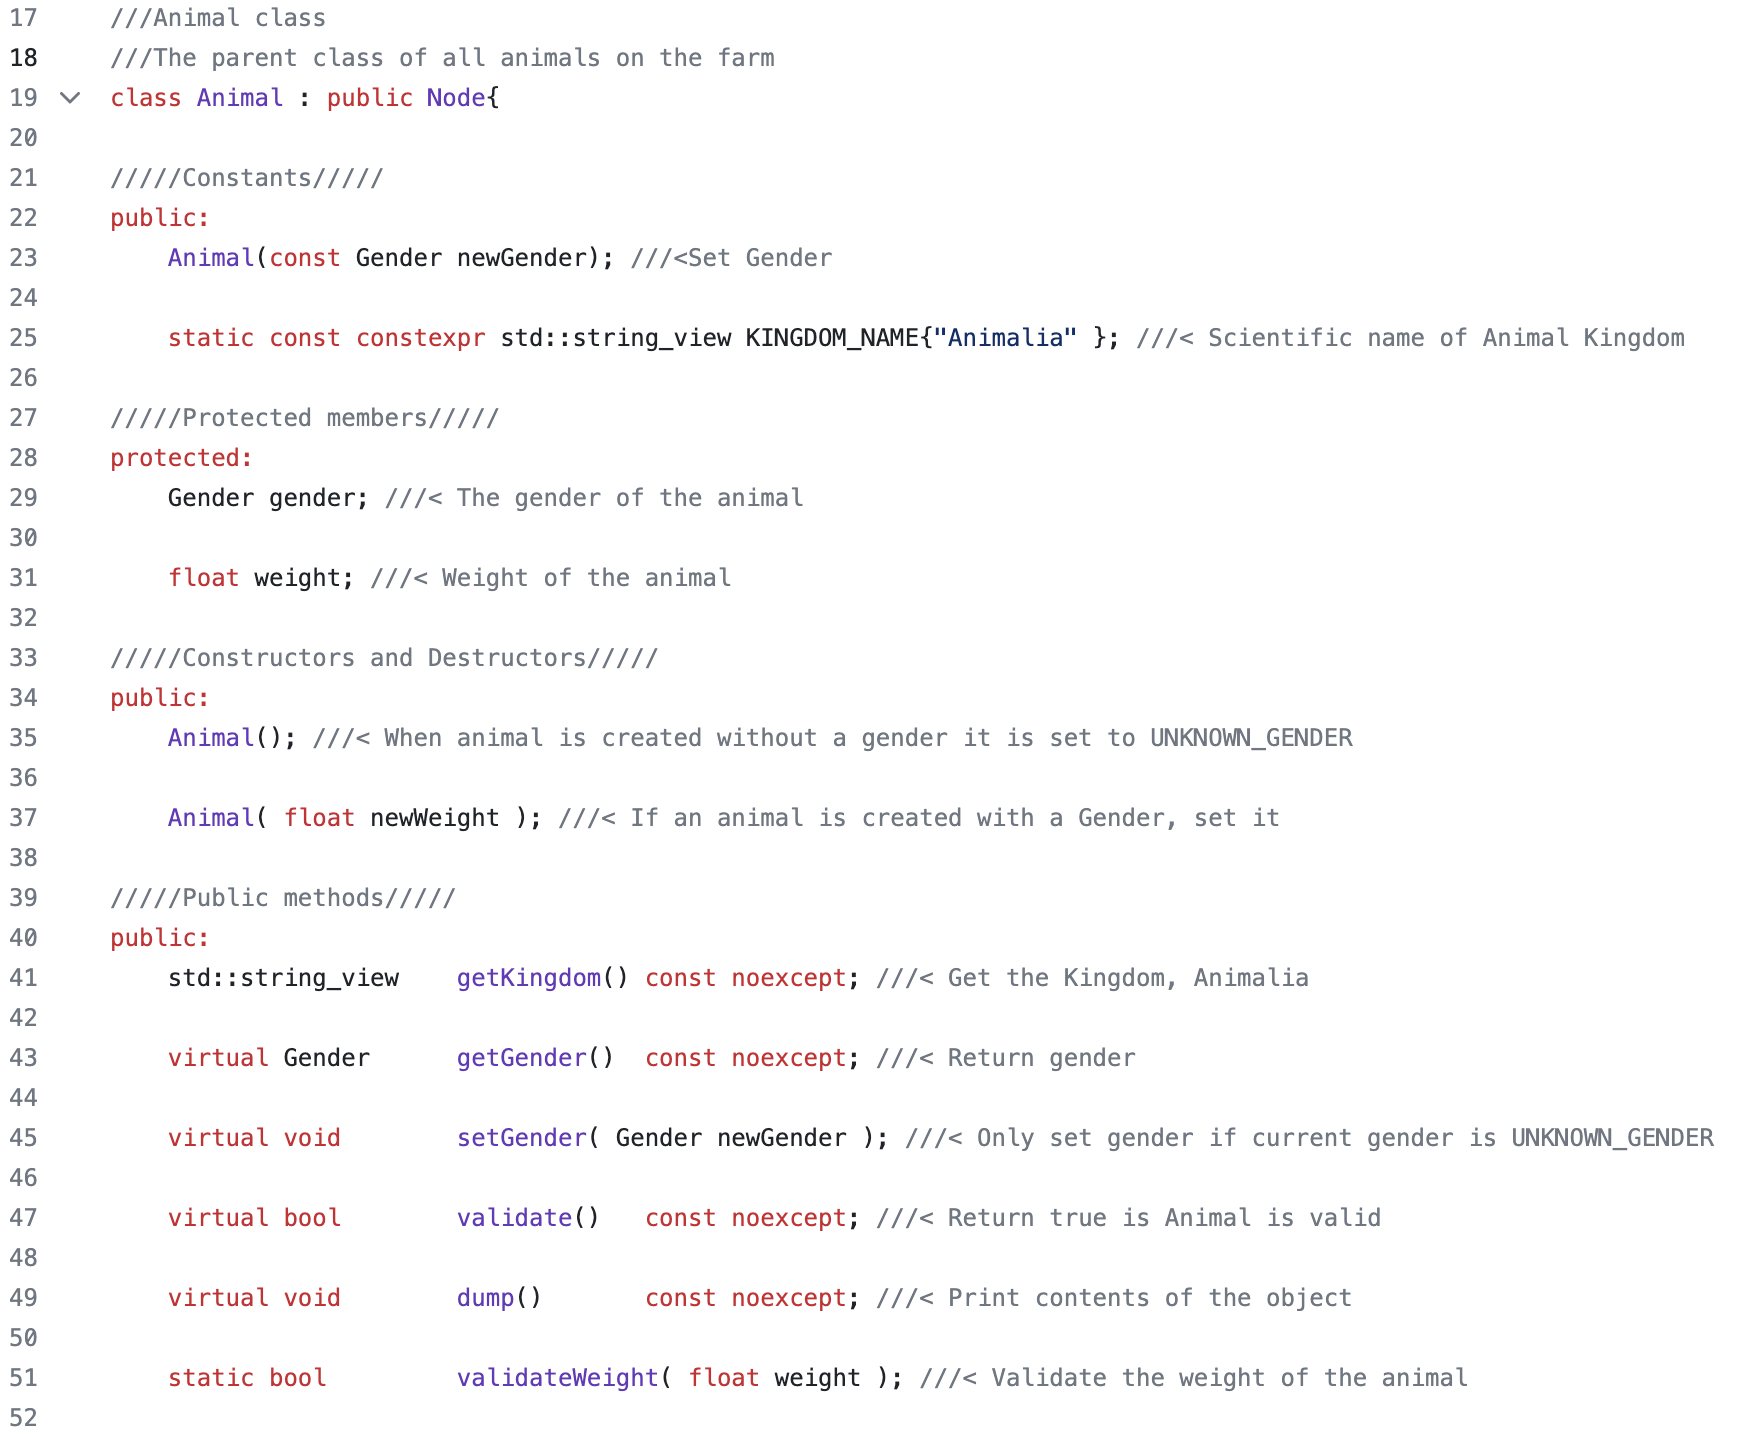 17 ///Animal class
18 ///The parent class of all animals on the farm
19 class Animal : public Node{
20
21 /////Constants/////
22 public:
23 Animal(const Gender newGender); ///<Set Gender
24
25 static const constexpr std::string_view KINGDOM_NAME{"Animalia" }; ///< Scientific name of Animal Kingdom
26
27 /////Protected members/////
28 protected:
29 Gender gender; ///< The gender of the animal
30
31 float weight; ///< Weight of the animal
32
33 /////Constructors and Destructors/////
34 public:
35 Animal(); ///< When animal is created without a gender it is set to UNKNOWN_GENDER
36
37 Animal( float newWeight ); ///< If an animal is created with a Gender, set it
38
39 /////Public methods/////
40 public:
41 std::string_view getKingdom() const noexcept; ///< Get the Kingdom, Animalia
42
43 virtual Gender getGender() const noexcept; ///< Return gender
44
45 virtual void setGender( Gender newGender ); ///< Only set gender if current gender is UNKNOWN_GENDER
46
47 virtual bool validate() const noexcept; ///< Return true is Animal is valid
48
49 virtual void dump() const noexcept; ///< Print contents of the object
50
51 static bool validateWeight( float weight ); ///< Validate the weight of the animal
52